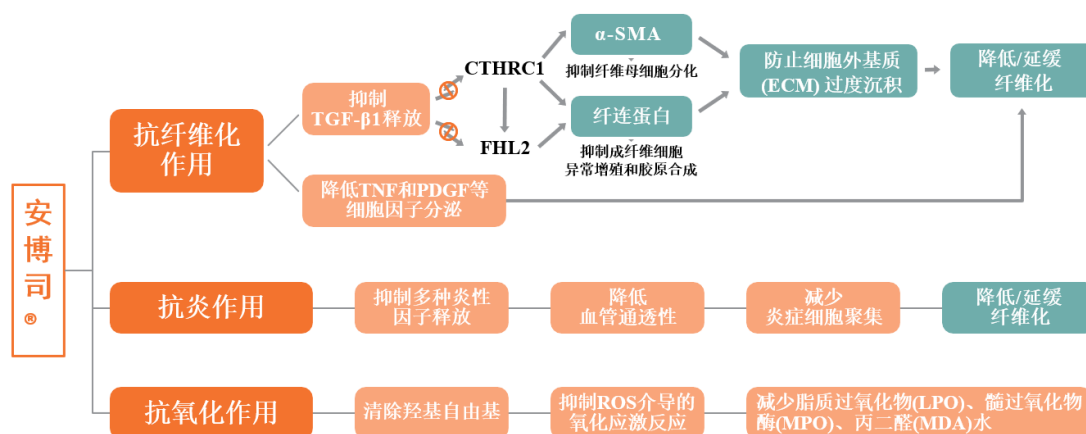 安博司®
抗纤维化
作用
抑制
TGF-β1释放
CTHRC1
FHL2
α-SMA
抑制纤维母细胞分化
纤连蛋白
抑制成纤维细胞
异常增殖和胶原合成
防止细胞外基质
(ECM) 过度沉积
降低/延缓
纤维化
降低TNF和PDGF等
细胞因子分泌
抗炎作用
抑制多种炎性
因子释放
降低
血管通透性
减少
炎症细胞聚集
降低/延缓
纤维化
抗氧化作用
清除羟基自由基
抑制ROS介导的
氧化应激反应
减少脂质过氧化物(LPO)、髓过氧化物
酶(MPO)、丙二醛(MDA)水